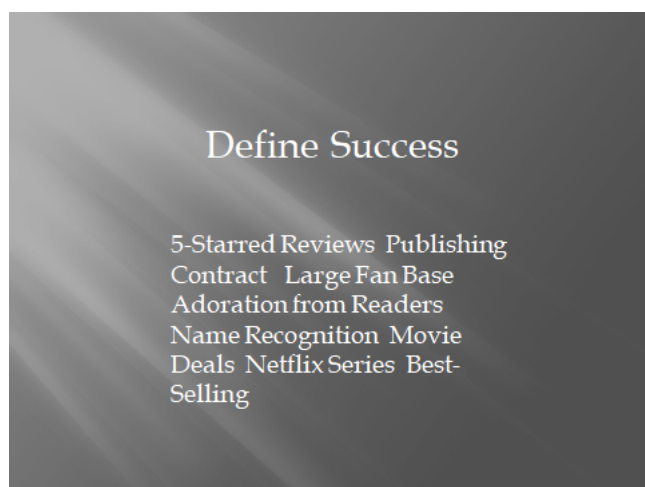 Define Success
5-Starred Reviews  Publishing
Contract   Large Fan Base
Adoration from Readers
Name Recognition  Movie
Deals  Netflix Series  Best-
Selling